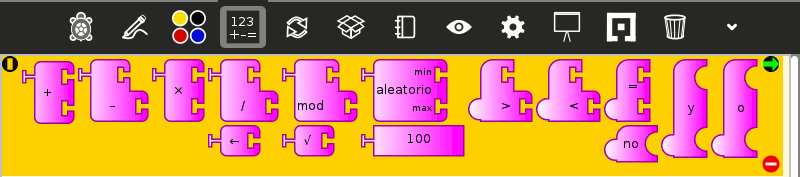 123
+-=
+ - × / mod min
aleatorio
max > < = y o
← √ 100 no